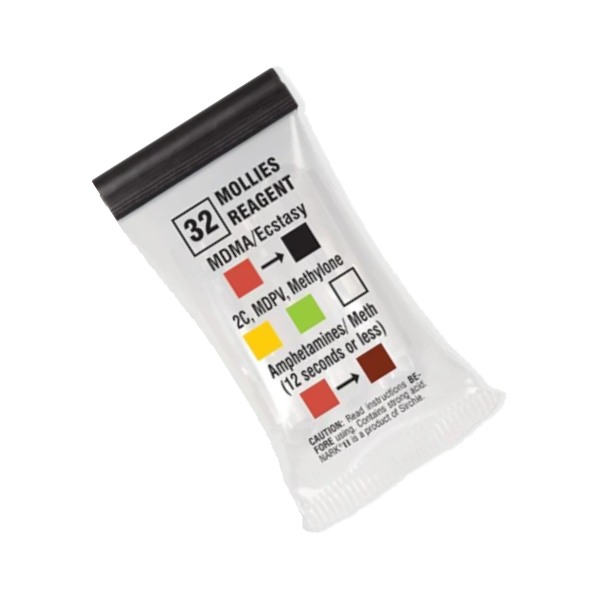 32
MOLLIES
REAGENT
MDMA/Ecstasy
2C, MDPV, Methylone
Amphetamines/ Meth
(12 seconds or less)
CAUTION: Read instructions BE-
FORE using. Contains strong acid.
NARK®II is a product of Sirchie.